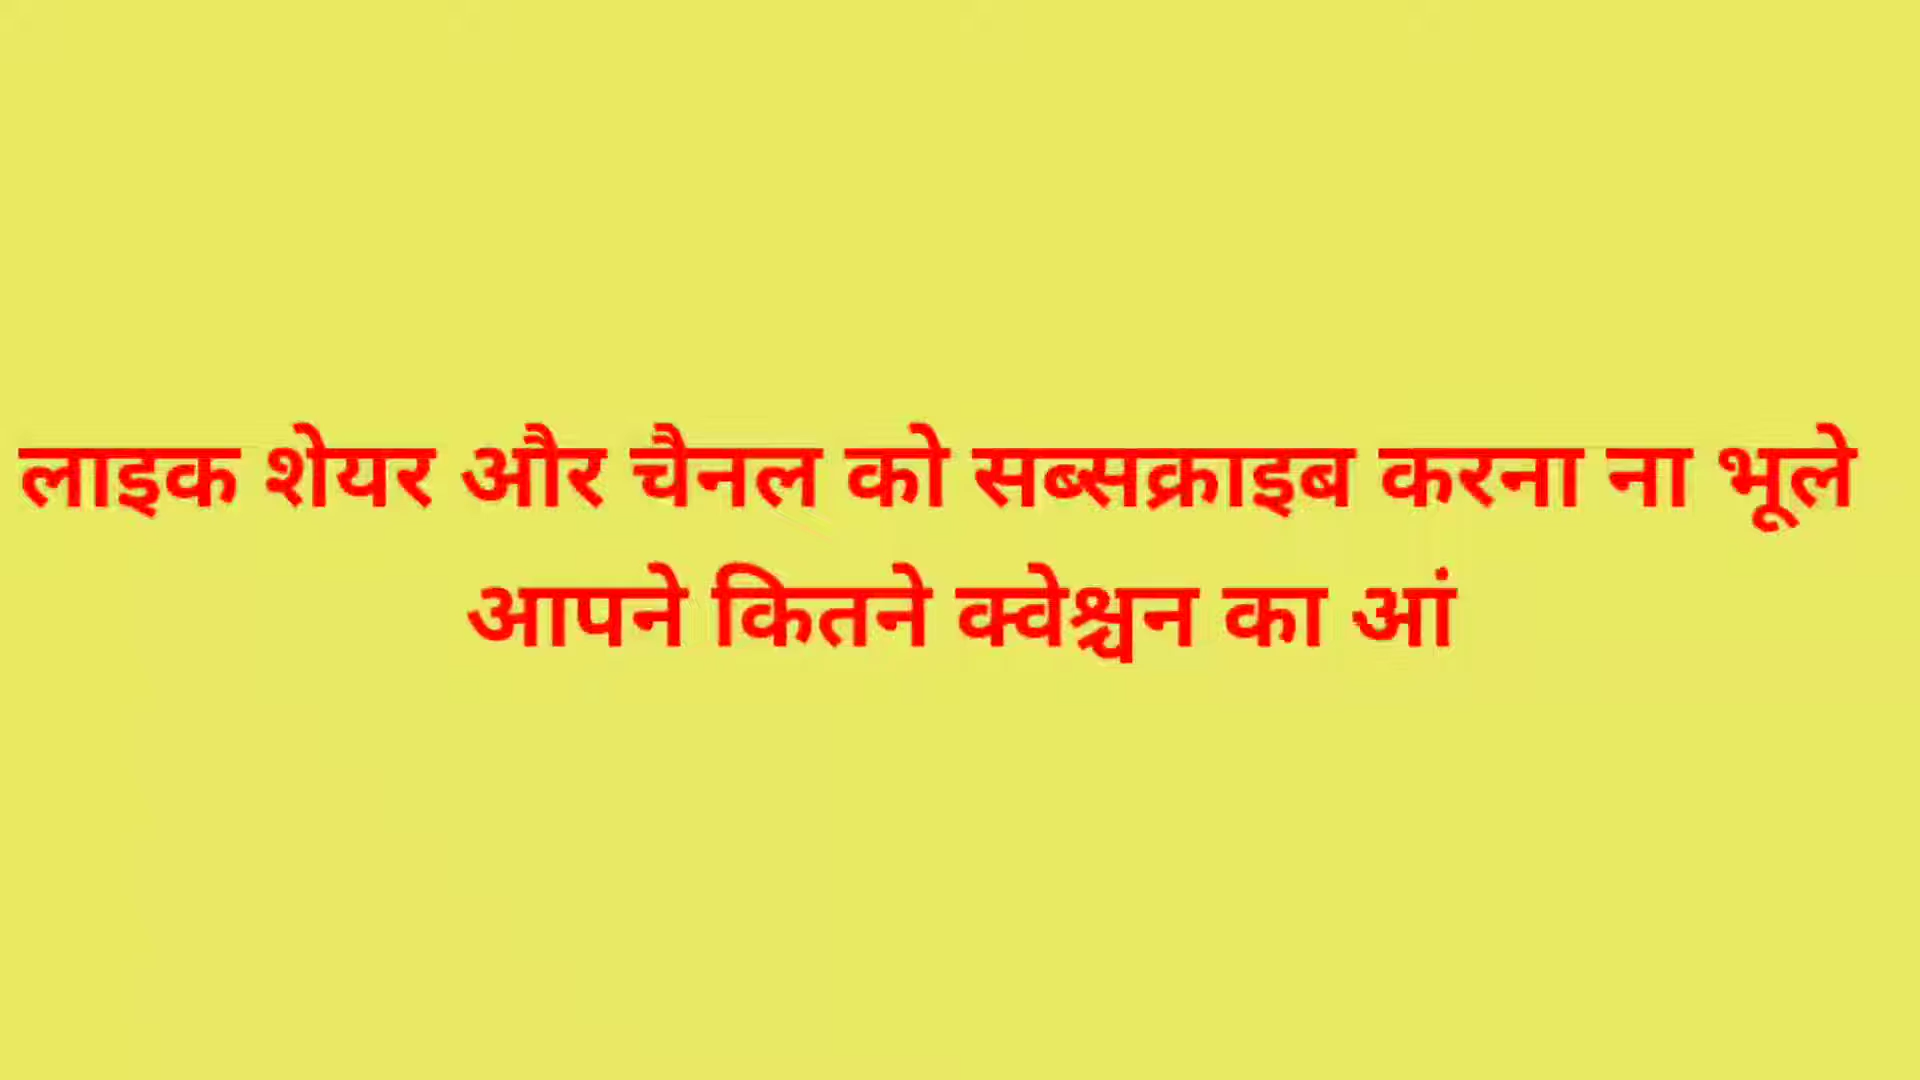 लाइक शेयर और चैनल को सब्सक्राइब करना ना भूले
आपने कितने क्वेश्चन का आं